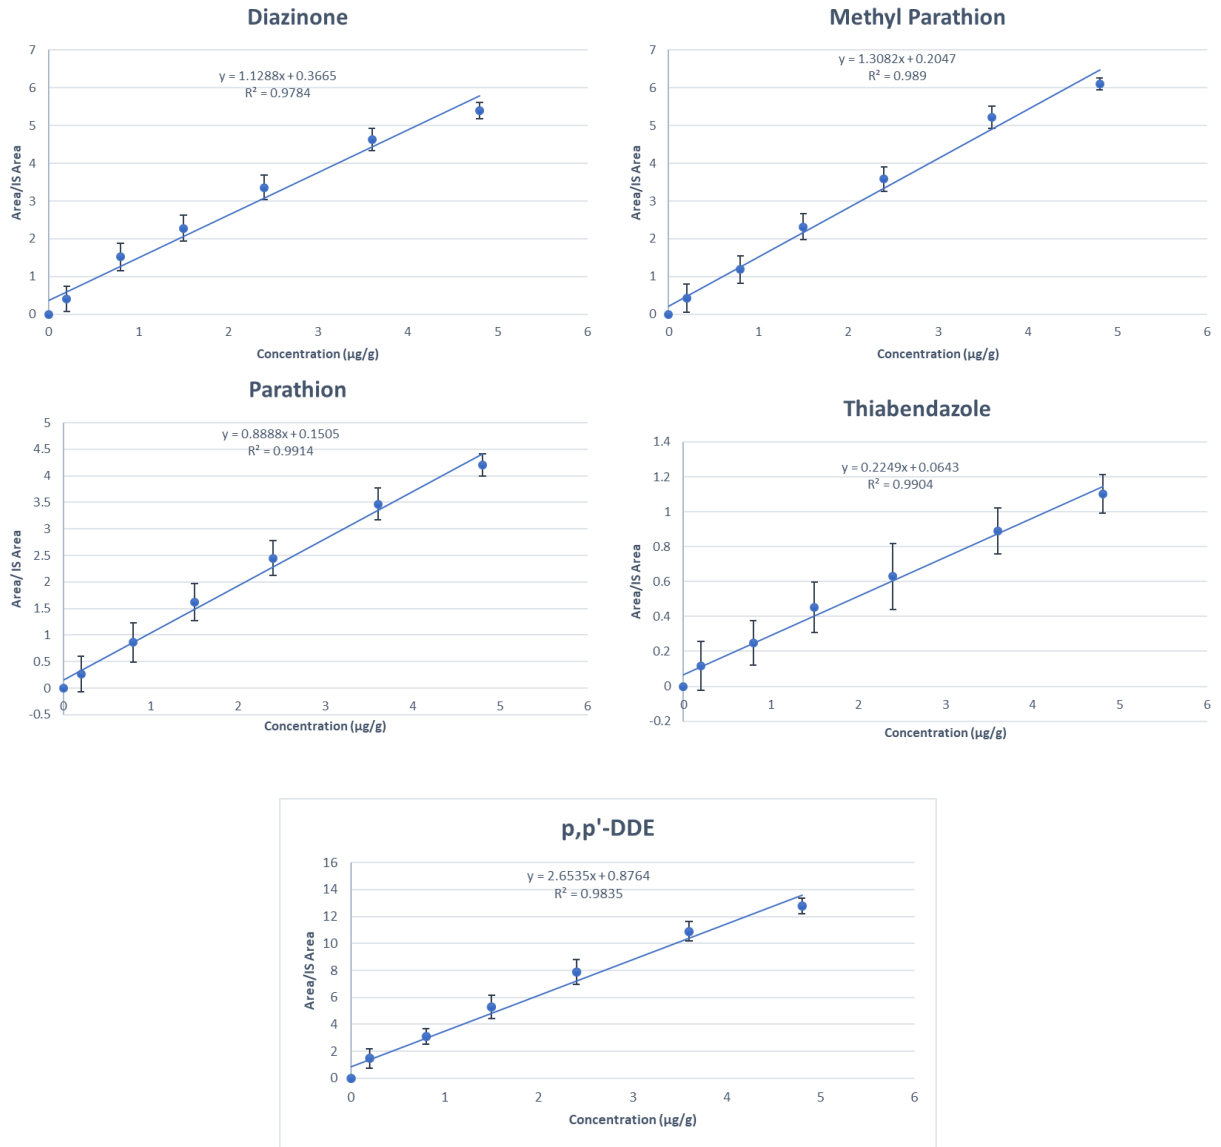 Diazinone
y = 1.1288x + 0.3665
R² = 0.9784
7
6
5
4
3
2
1
0
Area/IS Area
0 1 2 3 4 5 6
Concentration (µg/g)
Methyl Parathion
y = 1.3082x + 0.2047
R² = 0.989
7
6
5
4
3
2
1
0
Area/IS Area
0 1 2 3 4 5 6
Concentration (µg/g)
Parathion
y = 0.8888x + 0.1505
R² = 0.9914
5
4.5
4
3.5
3
2.5
2
1.5
1
0.5
0
-0.5
Area/ IS Area
0 1 2 3 4 5 6
Concentration (µg/g)
Thiabendazole
y = 0.2249x + 0.0643
R² = 0.9904
1.4
1.2
1
0.8
0.6
0.4
0.2
0
-0.2
Area/IS Area
0 1 2 3 4 5 6
Concentration (µg/g)
p,p'-DDE
y = 2.6535x + 0.8764
R² = 0.9835
16
14
12
10
8
6
4
2
0
Area/IS Area
0 1 2 3 4 5 6
Concentration (µg/g)